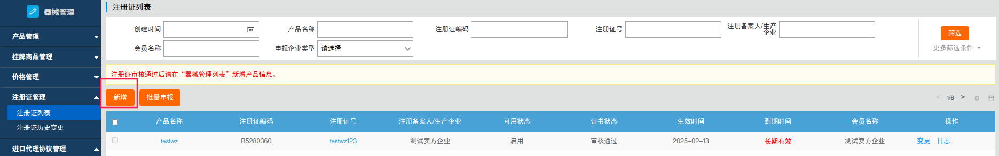 器械管理
产品管理
挂牌商品管理
价格管理
注册证管理
注册证列表
注册证历史变更
进口代理协议管理
注册证列表
创建时间 产品名称 注册证编码 注册证号 注册备案人/生产
企业
会员名称 申报企业类型 请选择
筛选
更多筛选条件
注册证审核通过后请在“器械管理列表”新增产品信息。
新增 批量申报 < 1/8 >
产品名称 注册证编码 注册证号 注册备案人/生产企业 可用状态 证书状态 生效时间 到期时间 会员名称 操作
testwz B5280360 testwz123 测试卖方企业 启用 审核通过 2025-02-13 长期有效 测试卖方企业 变更 日志